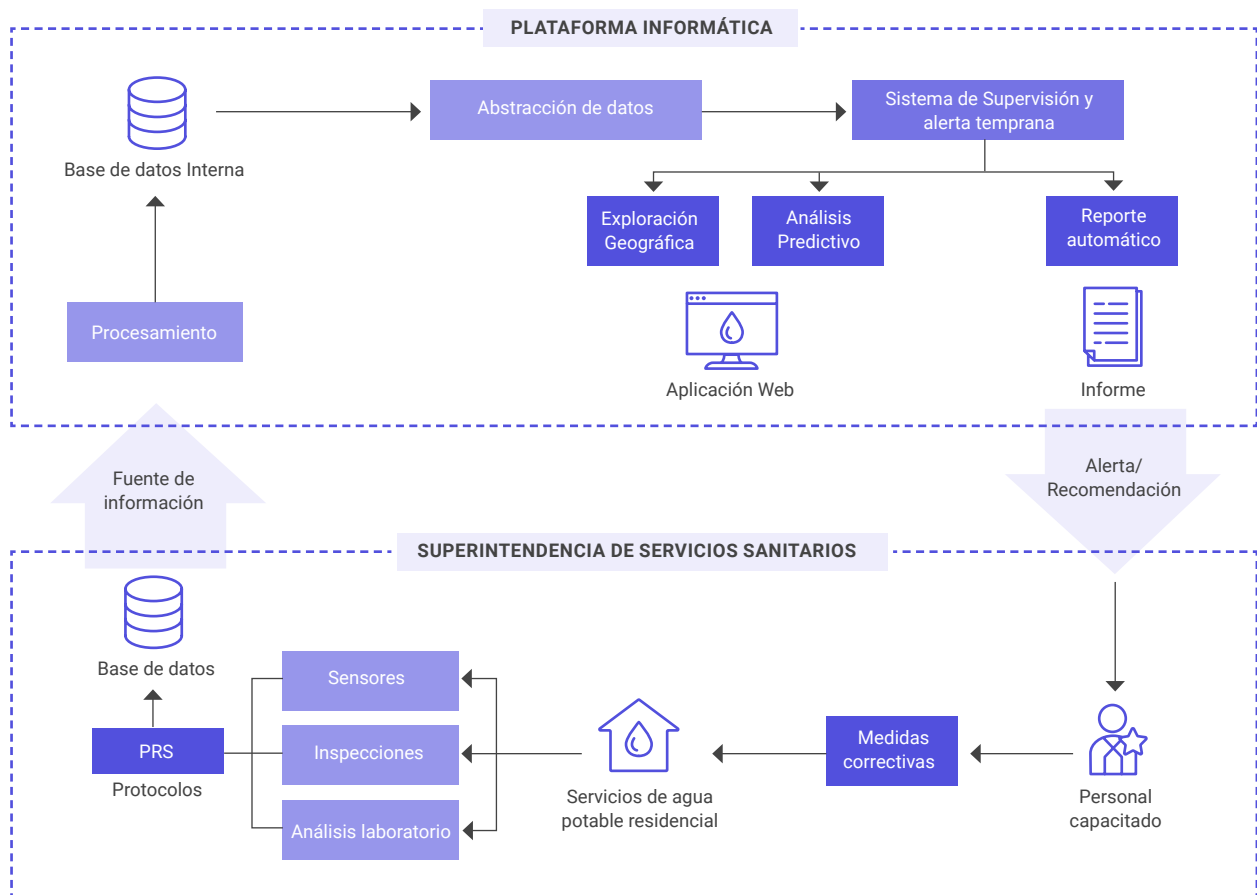 PLATAFORMA INFORMÁTICA
Base de datos Interna
Abstracción de datos
Sistema de Supervisión y
alerta temprana
Exploración
Geográfica
Análisis
Predictivo
Reporte
automático
Procesamiento
Aplicación Web
Informe
Fuente de
información
Alerta/
Recomendación
SUPERINTENDENCIA DE SERVICIOS SANITARIOS
Base de datos
PRS
Protocolos
Sensores
Inspecciones
Análisis laboratorio
Servicios de agua
potable residencial
Medidas
correctivas
Personal
capacitado